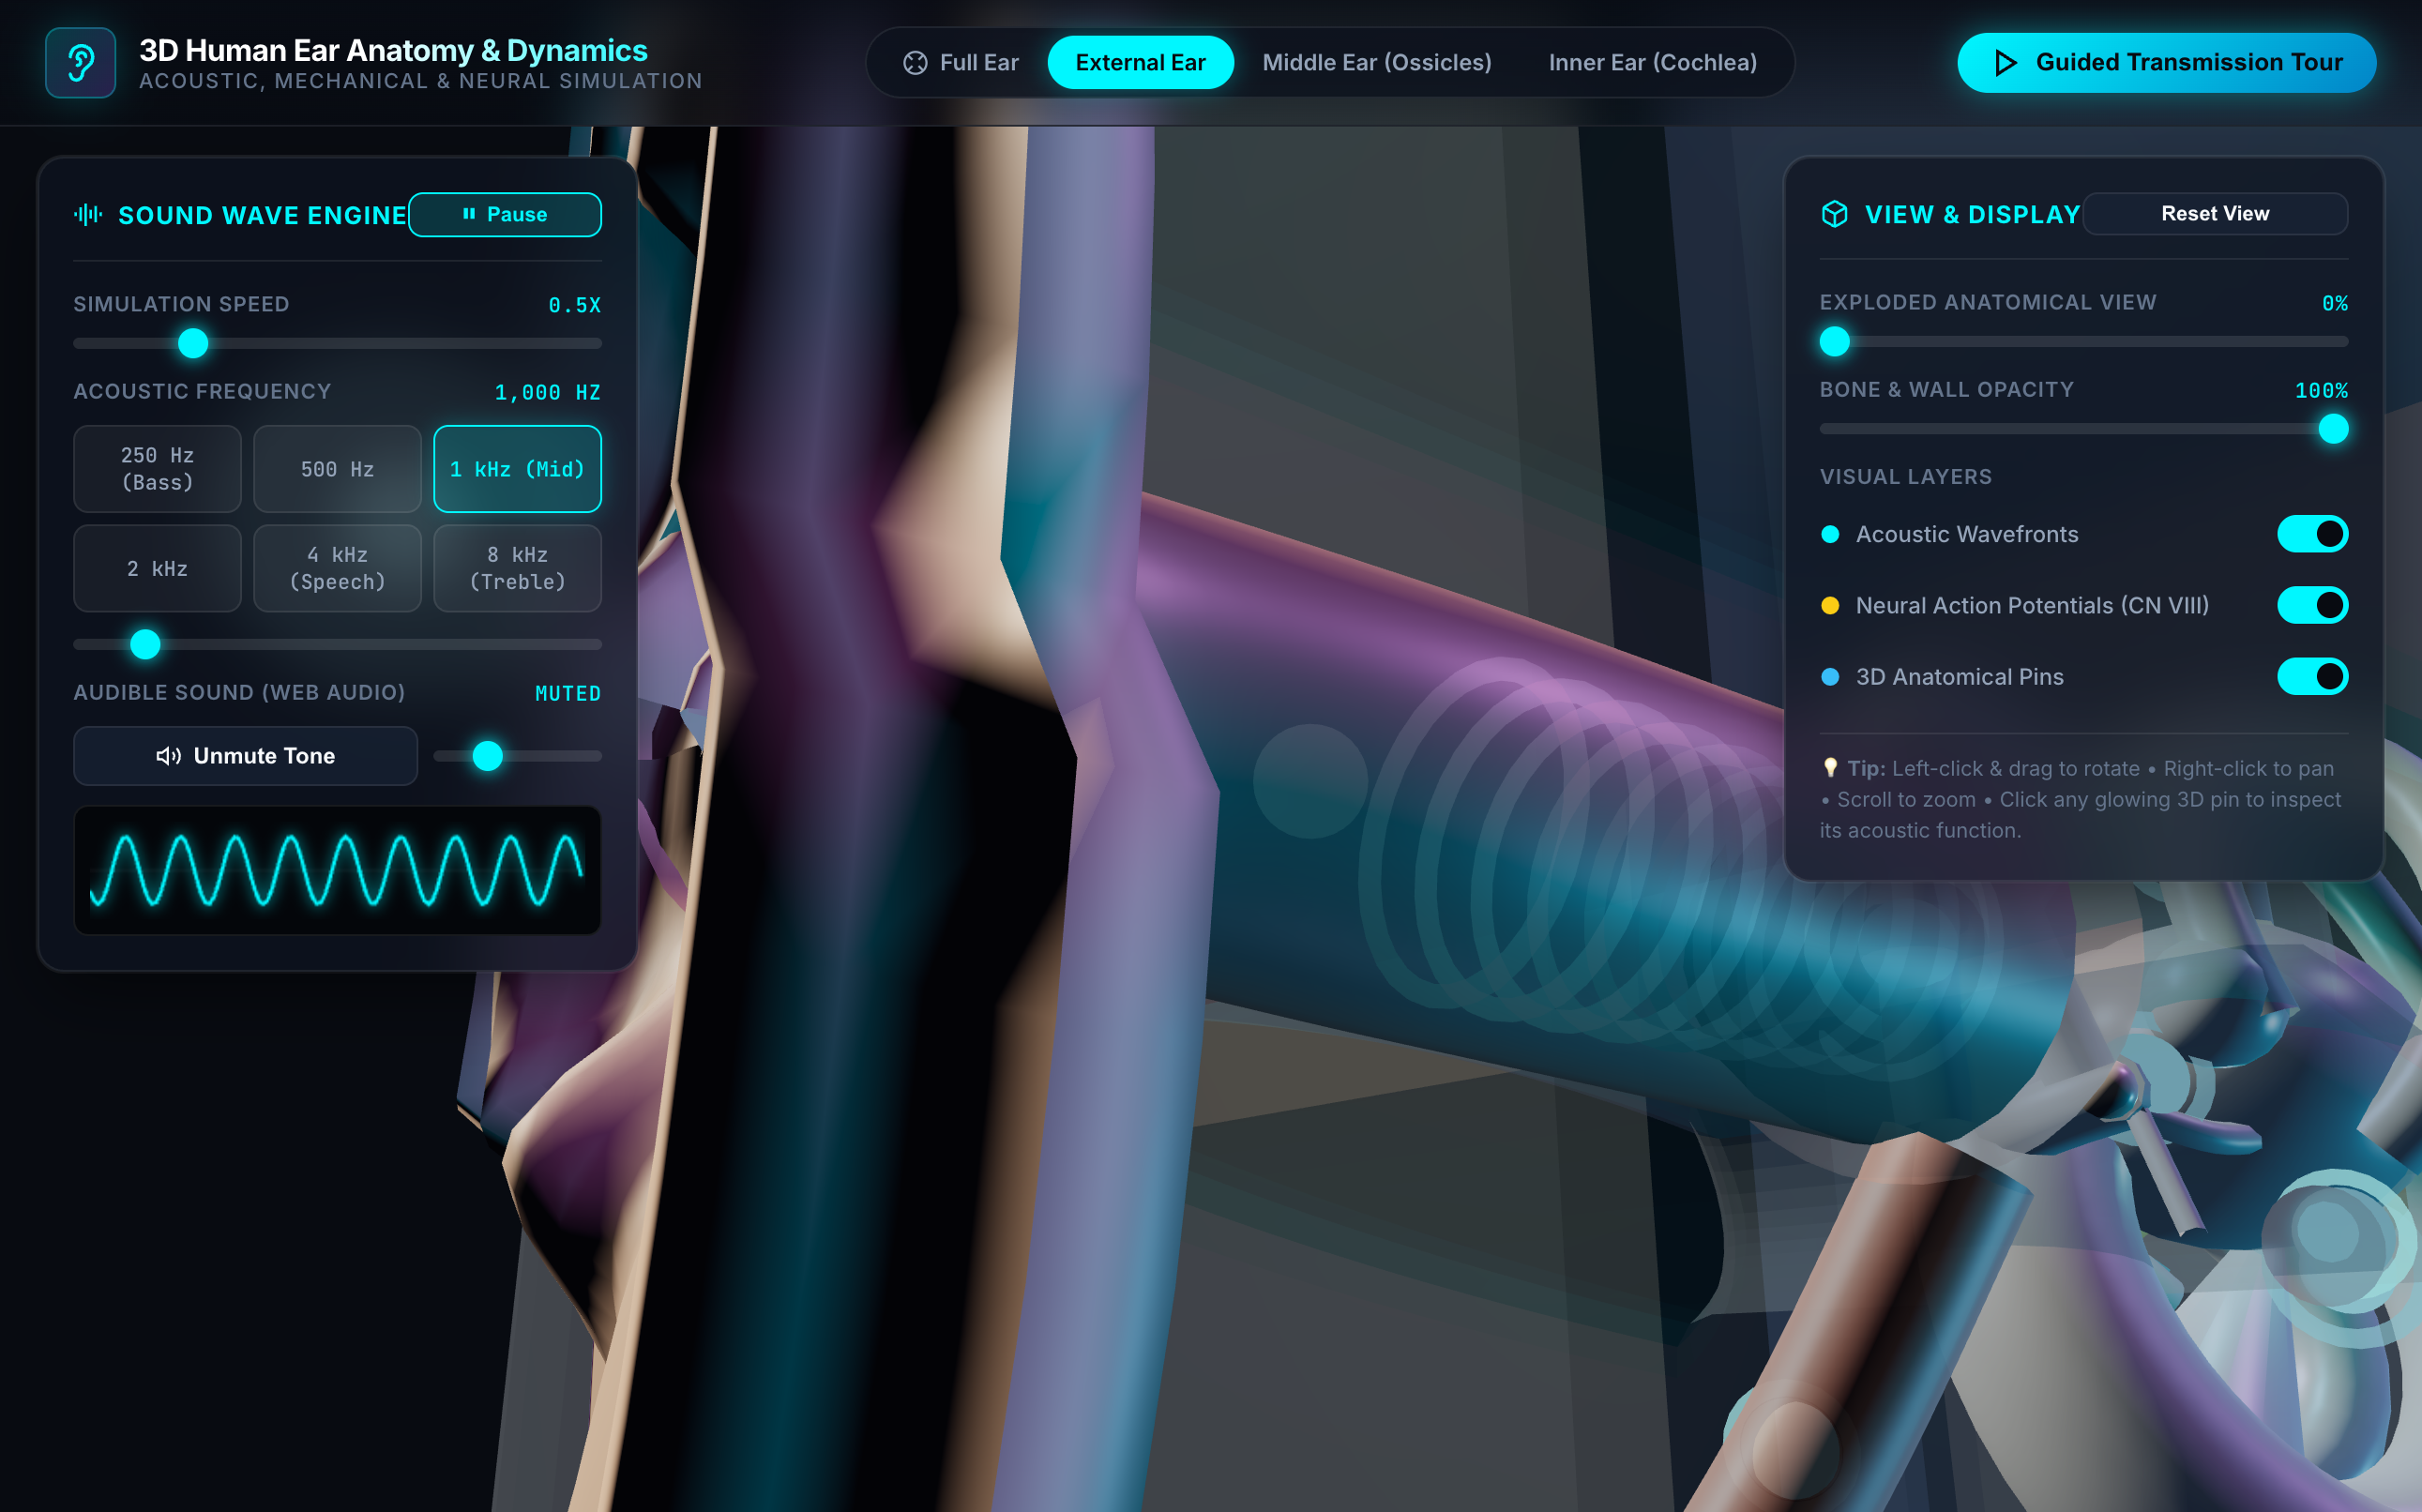 3D Human Ear Anatomy & Dynamics
ACOUSTIC, MECHANICAL & NEURAL SIMULATION
Full Ear
External Ear
Middle Ear (Ossicles)
Inner Ear (Cochlea)
Guided Transmission Tour
SOUND WAVE ENGINE
Pause
SIMULATION SPEED
0.5X
ACOUSTIC FREQUENCY
1,000 HZ
250 Hz
(Bass)
500 Hz
1 kHz (Mid)
2 kHz
4 kHz
(Speech)
8 kHz
(Treble)
AUDIBLE SOUND (WEB AUDIO)
MUTED
Unmute Tone
VIEW & DISPLAY
Reset View
EXPLODED ANATOMICAL VIEW
0%
BONE & WALL OPACITY
100%
VISUAL LAYERS
Acoustic Wavefronts
Neural Action Potentials (CN VIII)
3D Anatomical Pins
💡 Tip: Left-click & drag to rotate • Right-click to pan
• Scroll to zoom • Click any glowing 3D pin to inspect
its acoustic function.